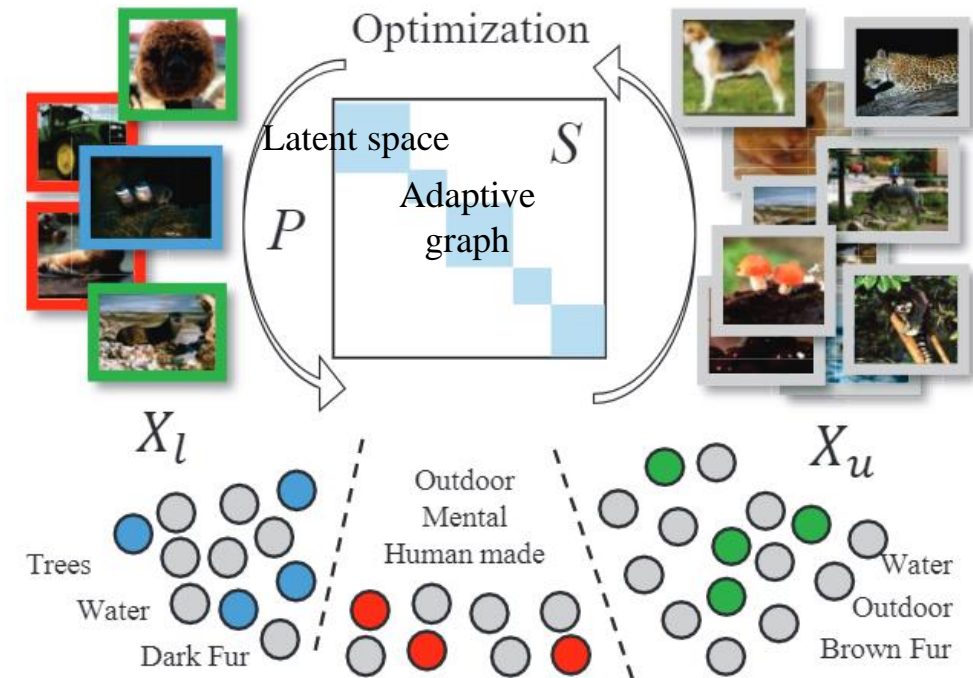 Optimization
Latent space
S
Adaptive
graph
P
X_l
X_u
Outdoor
Mental
Human made
Trees
Water
Dark Fur
Water
Outdoor
Brown Fur